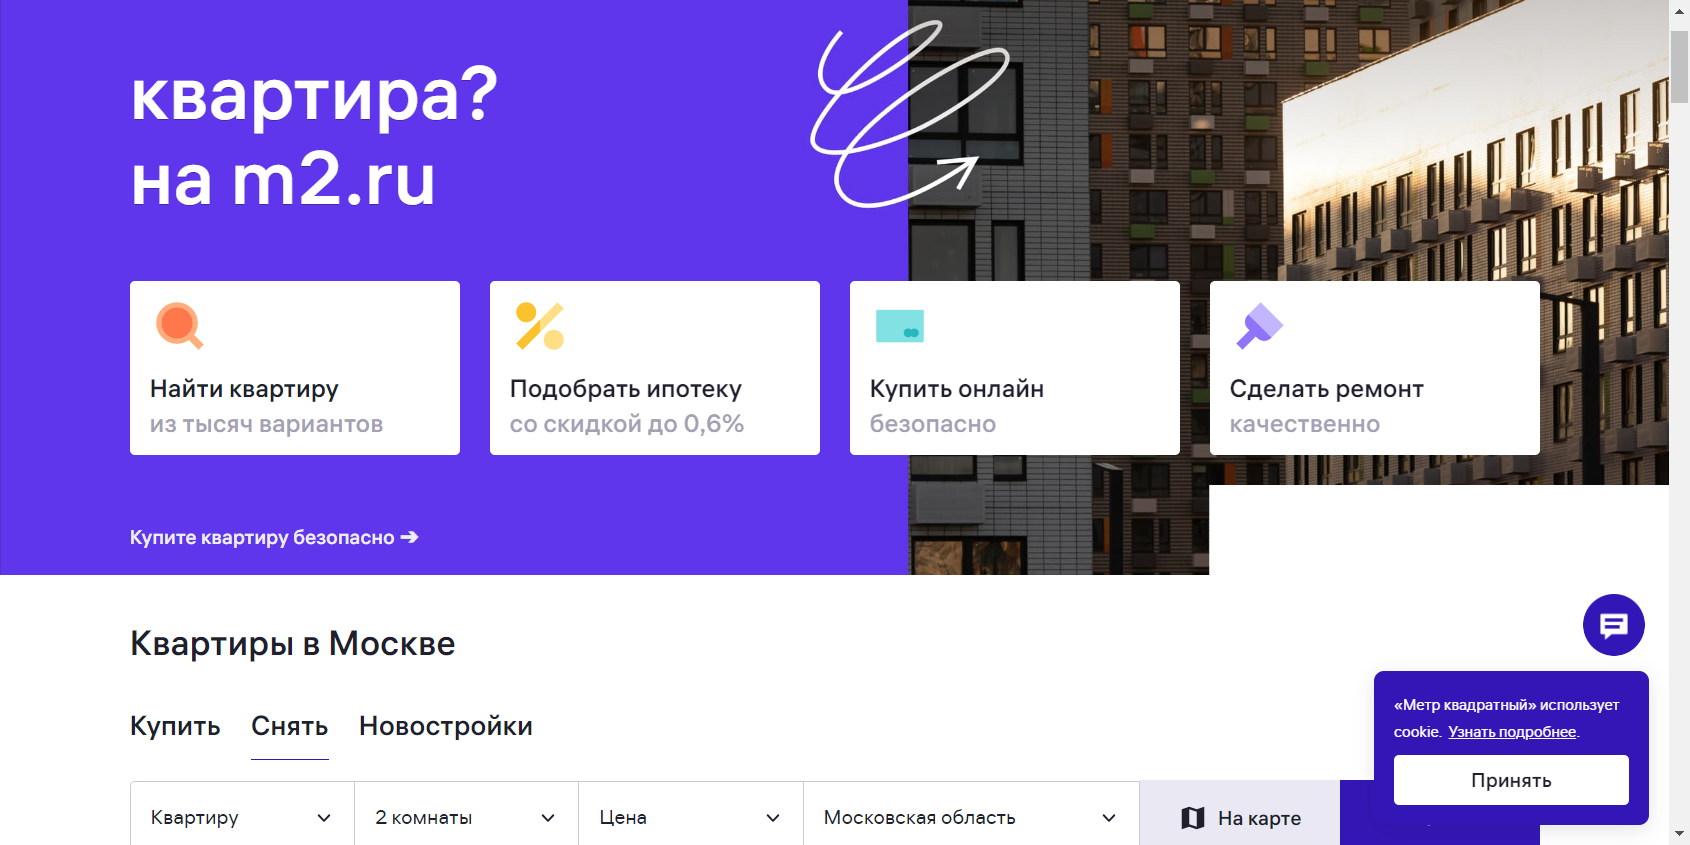 квартира?
на m2.ru
Найти квартиру
из тысяч вариантов
Подобрать ипотеку
со скидкой до 0,6%
Купить онлайн
безопасно
Сделать ремонт
качественно
Купите квартиру безопасно ➔
Квартиры в Москве
Купить Снять Новостройки
Квартиру 2 комнаты Цена Московская область На карте
«Метр квадратный» использует
cookie. Узнать подробнее.
Принять